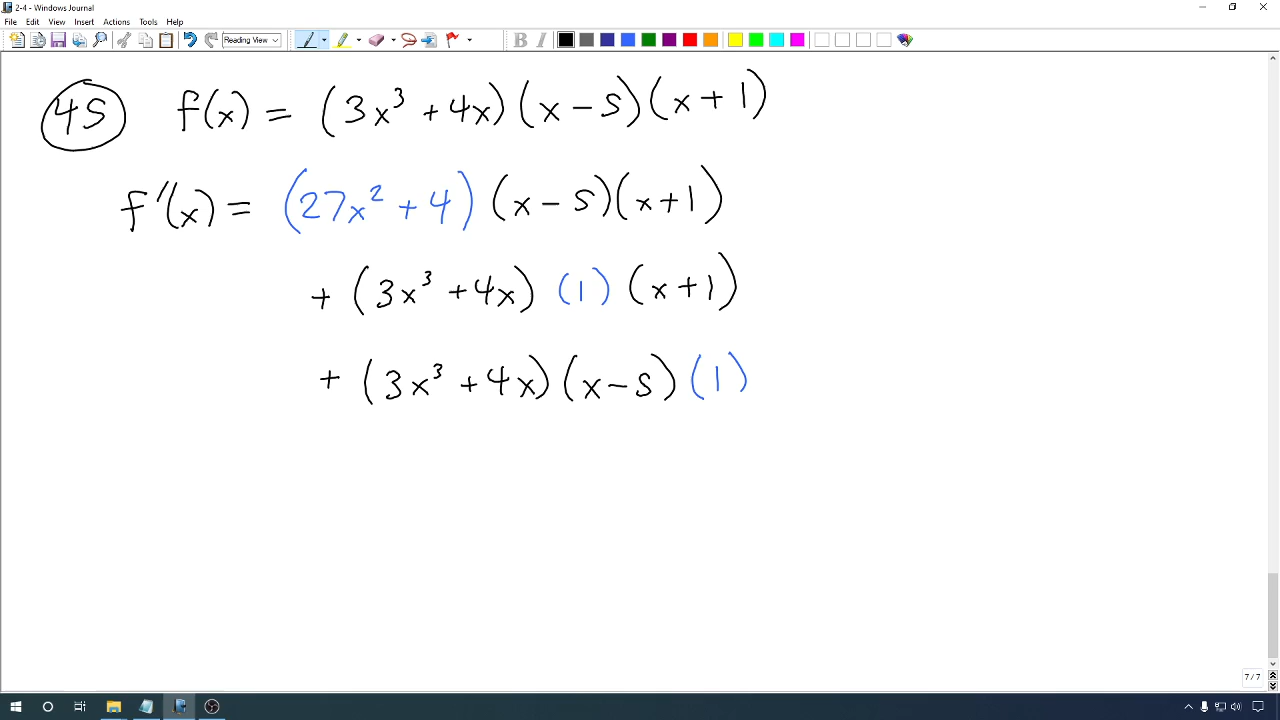 2-4 - Windows Journal
File Edit View Insert Actions Tools Help
Reading View B I
45 f(x) = (3x³ + 4x)(x - 5)(x + 1)
f'(x) = (27x² + 4)(x - 5)(x + 1)
+ (3x³ + 4x)(1)(x + 1)
+ (3x³ + 4x)(x - 5)(1)
7 / 7